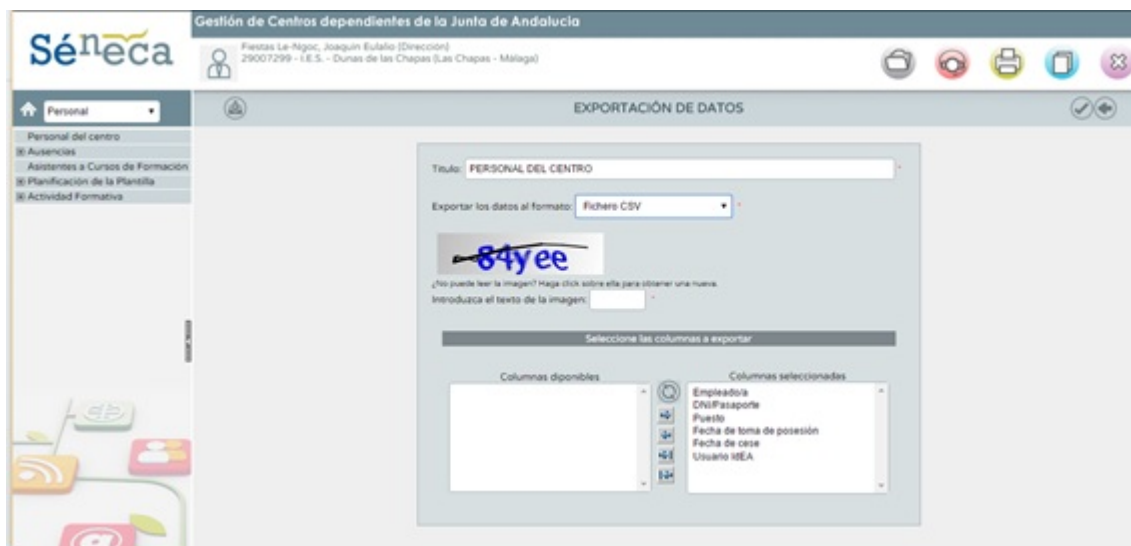 Gestión de Centros dependientes de la Junta de Andalucía
Séneca
Fiestas Le-Ngoc, Joaquin Eulalio (Dirección)
29007299 - I.E.S. - Dunas de las Chapas (Las Chapas - Málaga)
Personal
EXPORTACIÓN DE DATOS
Personal del centro
Ausencias
Asistentes a Cursos de Formación
Planificación de la Plantilla
Actividad Formativa
Título: PERSONAL DEL CENTRO *
Exportar los datos al formato: Fichero CSV *
84yee
¿No puede leer la imagen? Haga click sobre ella para obtener una nueva.
Introduzca el texto de la imagen: *
Seleccione las columnas a exportar
Columnas diponibles
Columnas seleccionadas
Empleado/a
DNI/Pasaporte
Puesto
Fecha de toma de posesión
Fecha de cese
Usuario IdEA